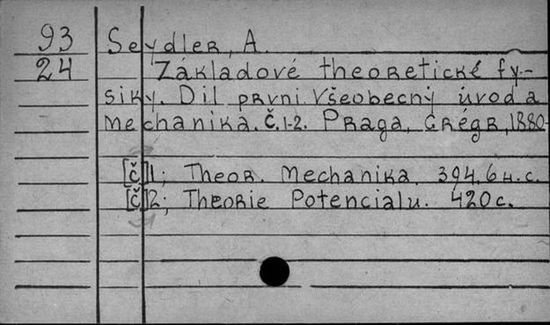 93 Seydler, A.
24 Základové theoretické fy-
siky. Díl první Všeobecný úvod a
mechanika. Č. 1-2. Praga, Grégr, 1880-
[č]1; Theor. Mechanika. 394, 6 н. с.
[č]2; Theorie Potencialu. 420 с.